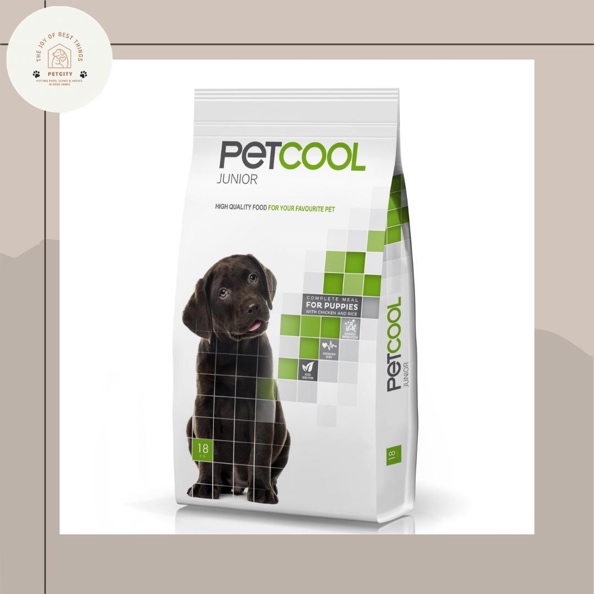 THE JOY OF BEST THINGS
PETCITY
PETCOOL
JUNIOR
HIGH QUALITY FOOD FOR YOUR FAVOURITE PET
COMPLETE MEAL
FOR PUPPIES
WITH CHICKEN AND RICE
18
PETCOOL
JUNIOR
18